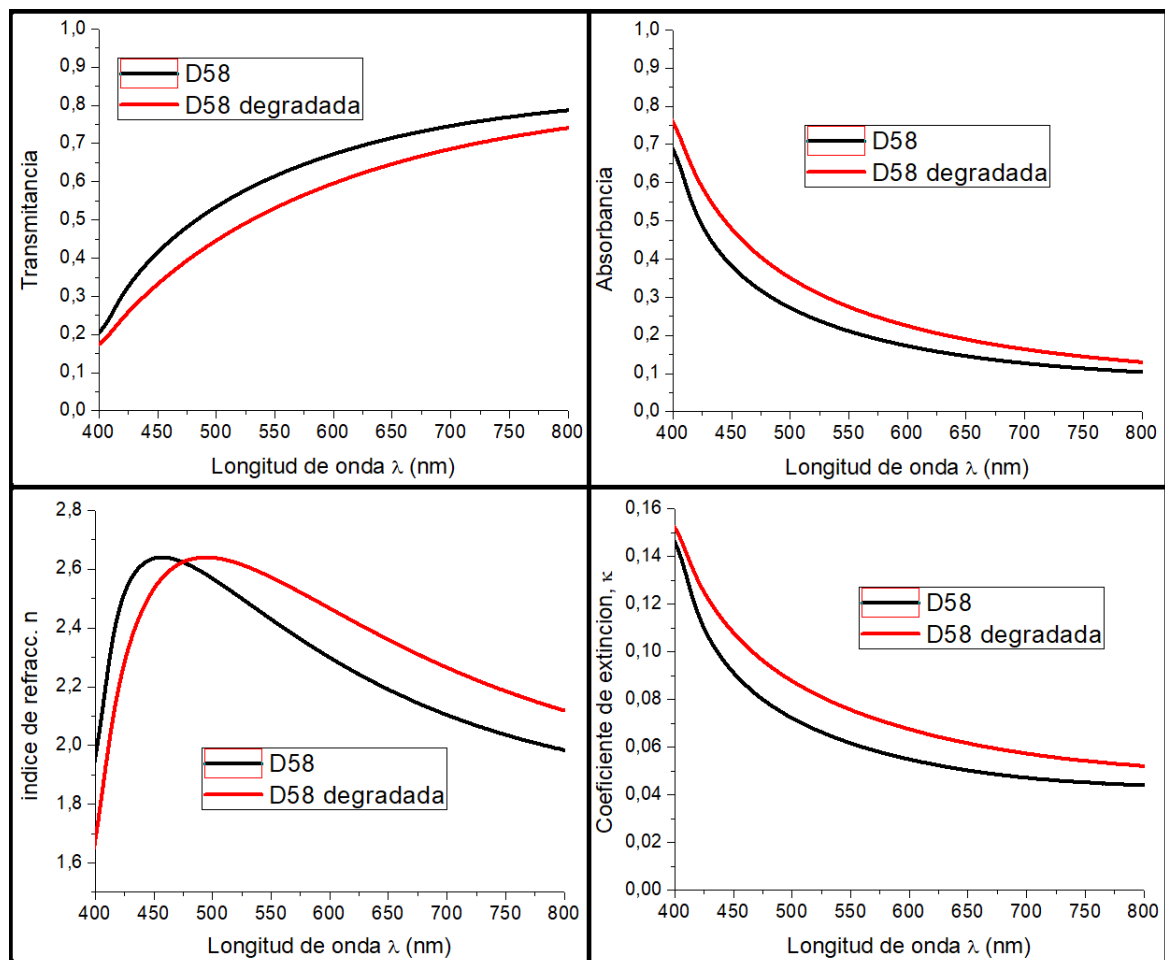 1,0
0,9
0,8
0,7
0,6
0,5
0,4
0,3
0,2
0,1
0,0
Transmitancia
D58
D58 degradada
400 450 500 550 600 650 700 750 800
Longitud de onda λ (nm)
1,0
0,9
0,8
0,7
0,6
0,5
0,4
0,3
0,2
0,1
0,0
Absorbancia
D58
D58 degradada
400 450 500 550 600 650 700 750 800
Longitud de onda λ (nm)
2,8
2,6
2,4
2,2
2,0
1,8
1,6
indice de refracc. n
D58
D58 degradada
400 450 500 550 600 650 700 750 800
Longitud de onda λ (nm)
0,16
0,14
0,12
0,10
0,08
0,06
0,04
0,02
0,00
Coeficiente de extincion, κ
D58
D58 degradada
400 450 500 550 600 650 700 750 800
Longitud de onda λ (nm)